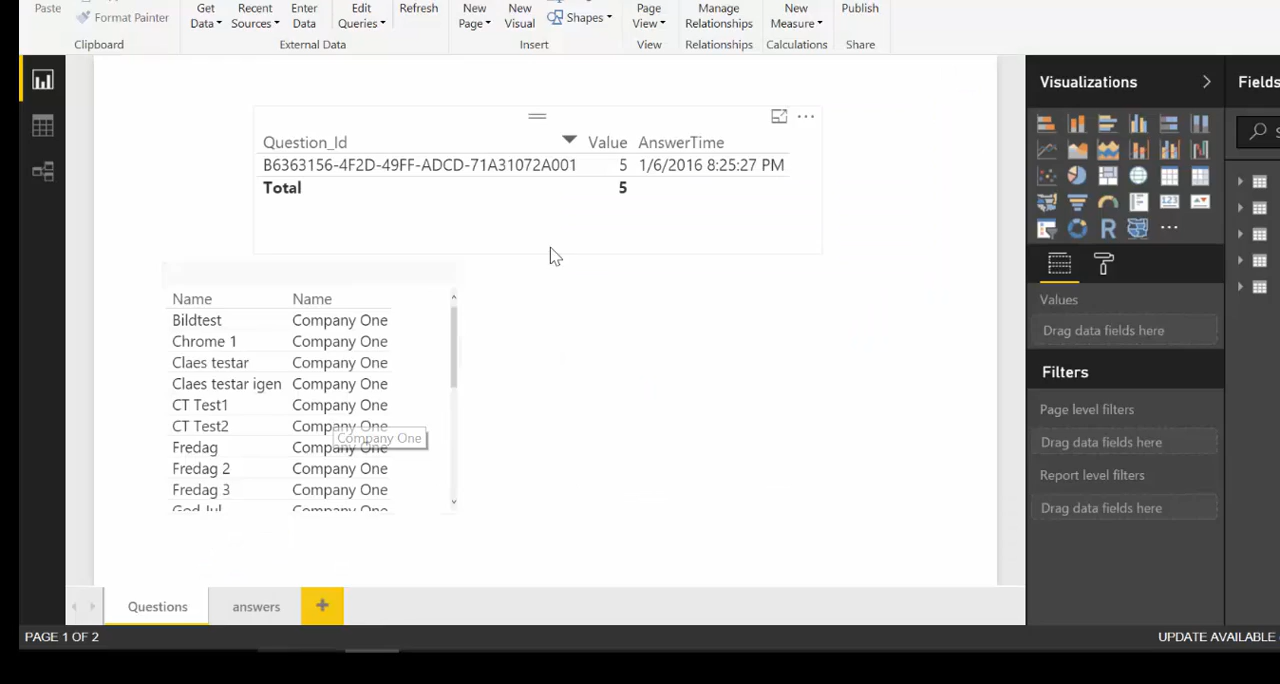 Paste
Format Painter
Clipboard
Get Data
Recent Sources
Enter Data
Edit Queries
Refresh
External Data
New Page
New Visual
Shapes
Insert
Page View
View
Manage Relationships
Relationships
New Measure
Calculations
Publish
Share
Question_Id Value AnswerTime
B6363156-4F2D-49FF-ADCD-71A31072A001 5 1/6/2016 8:25:27 PM
Total 5
Name Name
Bildtest Company One
Chrome 1 Company One
Claes testar Company One
Claes testar igen Company One
CT Test1 Company One
CT Test2 Company One
Company One
Fredag Company One
Fredag 2 Company One
Fredag 3 Company One
God Jul Company One
Visualizations
Fields
R
123
Values
Drag data fields here
Filters
Page level filters
Drag data fields here
Report level filters
Drag data fields here
Questions
answers
PAGE 1 OF 2
UPDATE AVAILABLE